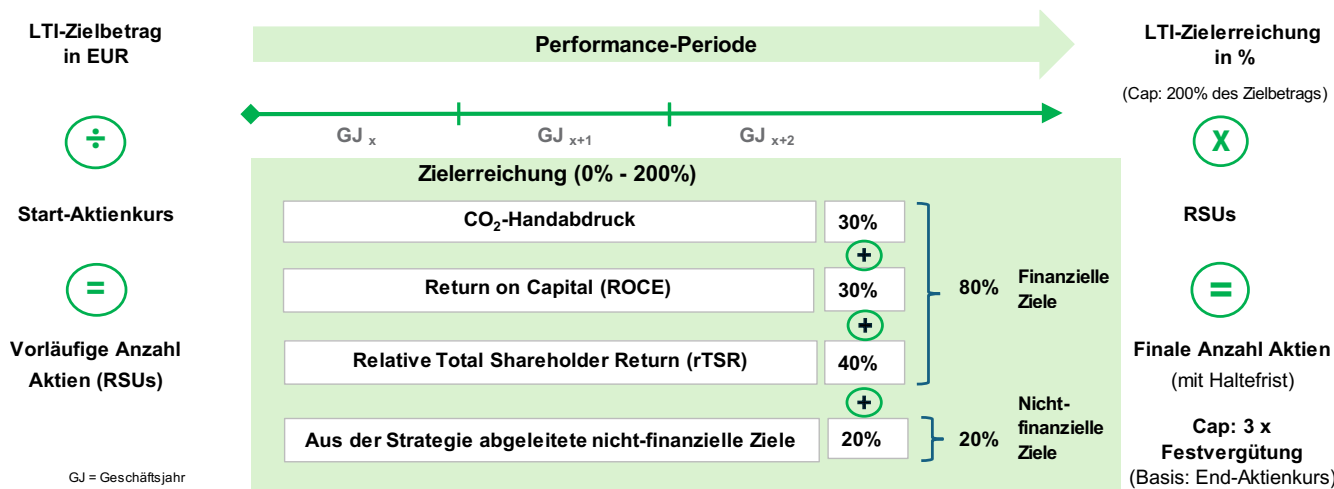 LTI-Zielbetrag
in EUR
÷
Start-Aktienkurs
=
Vorläufige Anzahl
Aktien (RSUs)
GJ = Geschäftsjahr
Performance-Periode
GJ x
GJ x+1
GJ x+2
Zielerreichung (0% - 200%)
CO₂-Handabdruck
30%
+
Return on Capital (ROCE)
30%
+
Relative Total Shareholder Return (rTSR)
40%
+
Aus der Strategie abgeleitete nicht-finanzielle Ziele
20%
80%
Finanzielle
Ziele
20%
Nicht-
finanzielle
Ziele
LTI-Zielerreichung
in %
(Cap: 200% des Zielbetrags)
X
RSUs
=
Finale Anzahl Aktien
(mit Haltefrist)
Cap: 3 x
Festvergütung
(Basis: End-Aktienkurs)